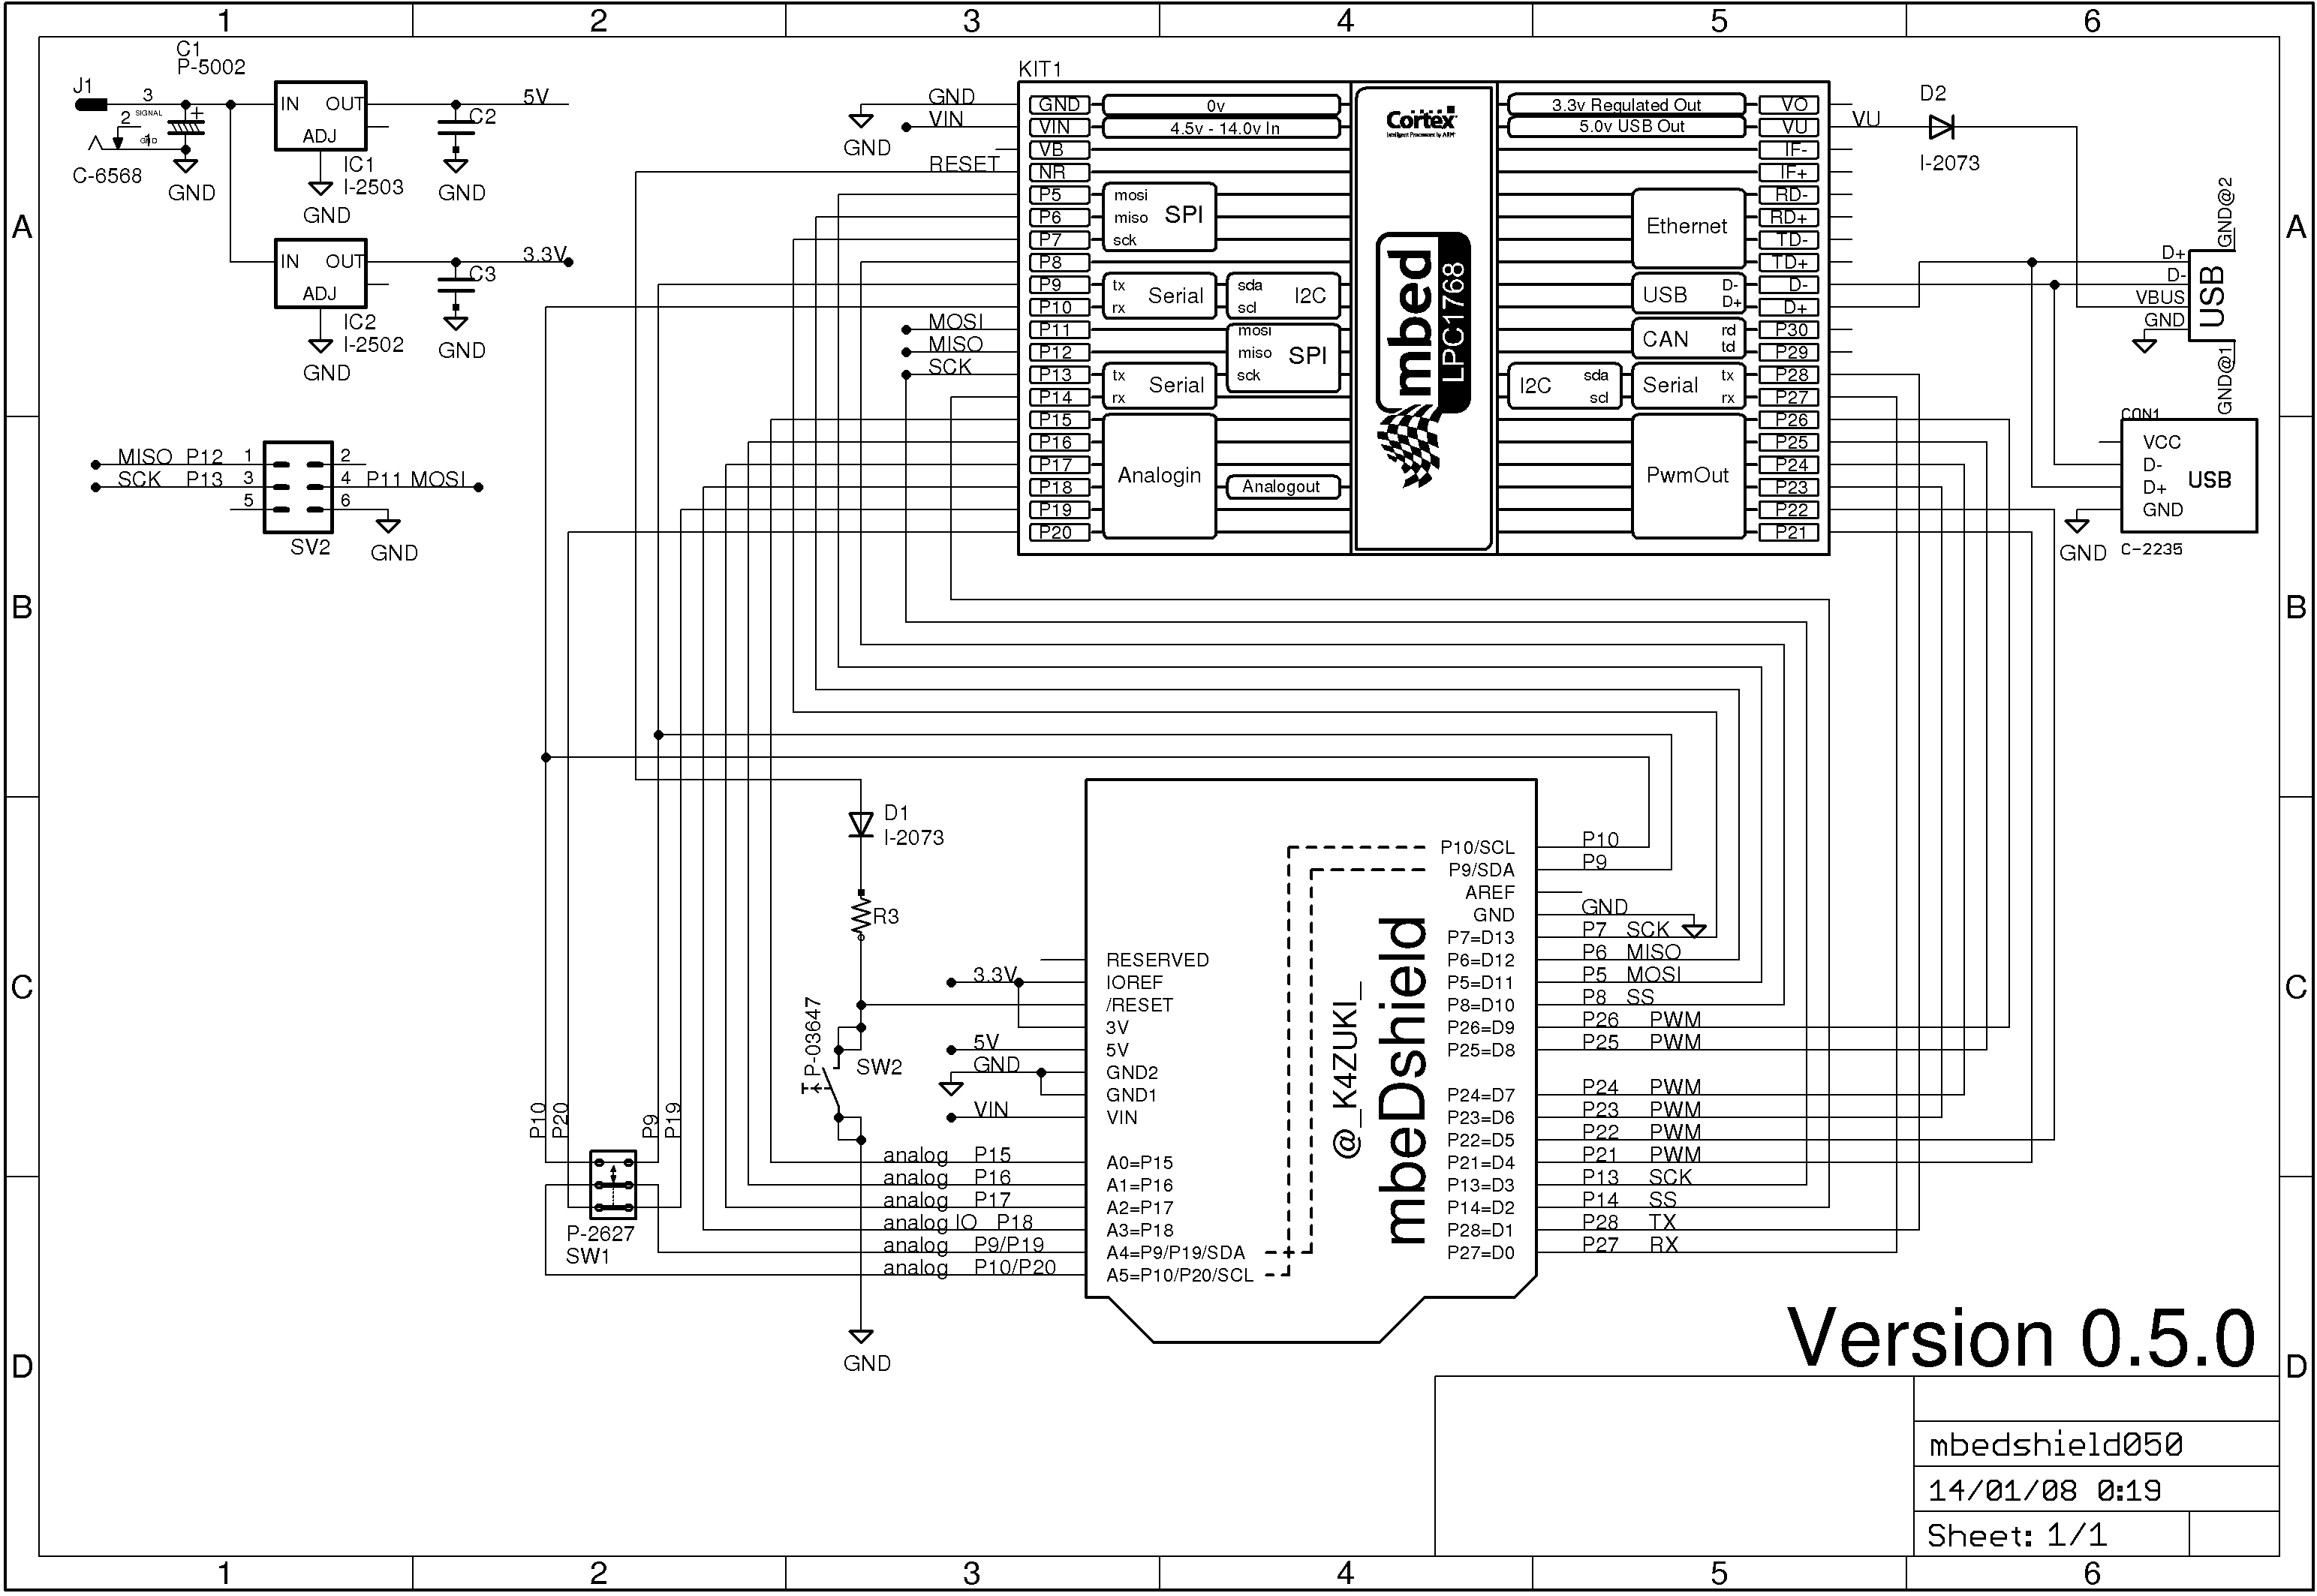 1 2 3 4 5 6
A
B
C
D
C1
P-5002
J1
3
2 SIGNAL
C-6568
GND
IN OUT
ADJ
IC1
I-2503
GND
5V
C2
GND
IN OUT
ADJ
IC2
I-2502
GND
3.3V
C3
GND
MISO P12 1 2
SCK P13 3 4 P11 MOSI
5 6
SV2
GND
KIT1
GND
VIN
GND
RESET
MOSI
MISO
SCK
GND 0v
VIN 4.5v - 14.0v In
VB
NR
P5 mosi
P6 miso SPI
P7 sck
P8
P9 tx Serial sda I2C
P10 rx scl
P11 mosi
P12 miso SPI
P13 tx Serial sck
P14 rx
P15
P16
P17 Analogin
P18 Analogout
P19
P20
Cortex
Intelligent Processors by ARM
mbed
LPC1768
3.3v Regulated Out VO
5.0v USB Out VU
IF-
IF+
RD-
Ethernet RD+
TD-
TD+
USB D- D-
D+ D+
CAN rd P30
td P29
I2C sda Serial tx P28
scl rx P27
P26
P25
PwmOut P24
P23
P22
P21
VU
D2
I-2073
GND@2
D+
D-
VBUS
GND
USB
GND@1
CON1
VCC
D-
D+
GND
USB
GND
C-2235
D1
I-2073
R3
P-03647
SW2
GND
P10
P20
P9
P19
P-2627
SW1
3.3V
5V
GND
VIN
analog P15
analog P16
analog P17
analog IO P18
analog P9/P19
analog P10/P20
RESERVED
IOREF
/RESET
3V
5V
GND2
GND1
VIN
A0=P15
A1=P16
A2=P17
A3=P18
A4=P9/P19/SDA
A5=P10/P20/SCL
@_K4ZUKI_
mbeDshield
P10/SCL P10
P9/SDA P9
AREF
GND GND
P7=D13 P7 SCK
P6=D12 P6 MISO
P5=D11 P5 MOSI
P8=D10 P8 SS
P26=D9 P26 PWM
P25=D8 P25 PWM
P24=D7 P24 PWM
P23=D6 P23 PWM
P22=D5 P22 PWM
P21=D4 P21 PWM
P13=D3 P13 SCK
P14=D2 P14 SS
P28=D1 P28 TX
P27=D0 P27 RX
Version 0.5.0
mbedshield050
14/01/08 0:19
Sheet: 1/1
A
B
C
D
1 2 3 4 5 6